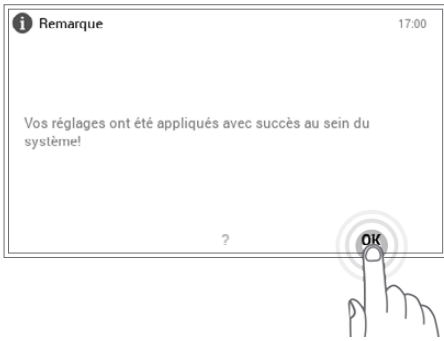 i Remarque
17:00
Vos réglages ont été appliqués avec succès au sein du
système!
?
OK